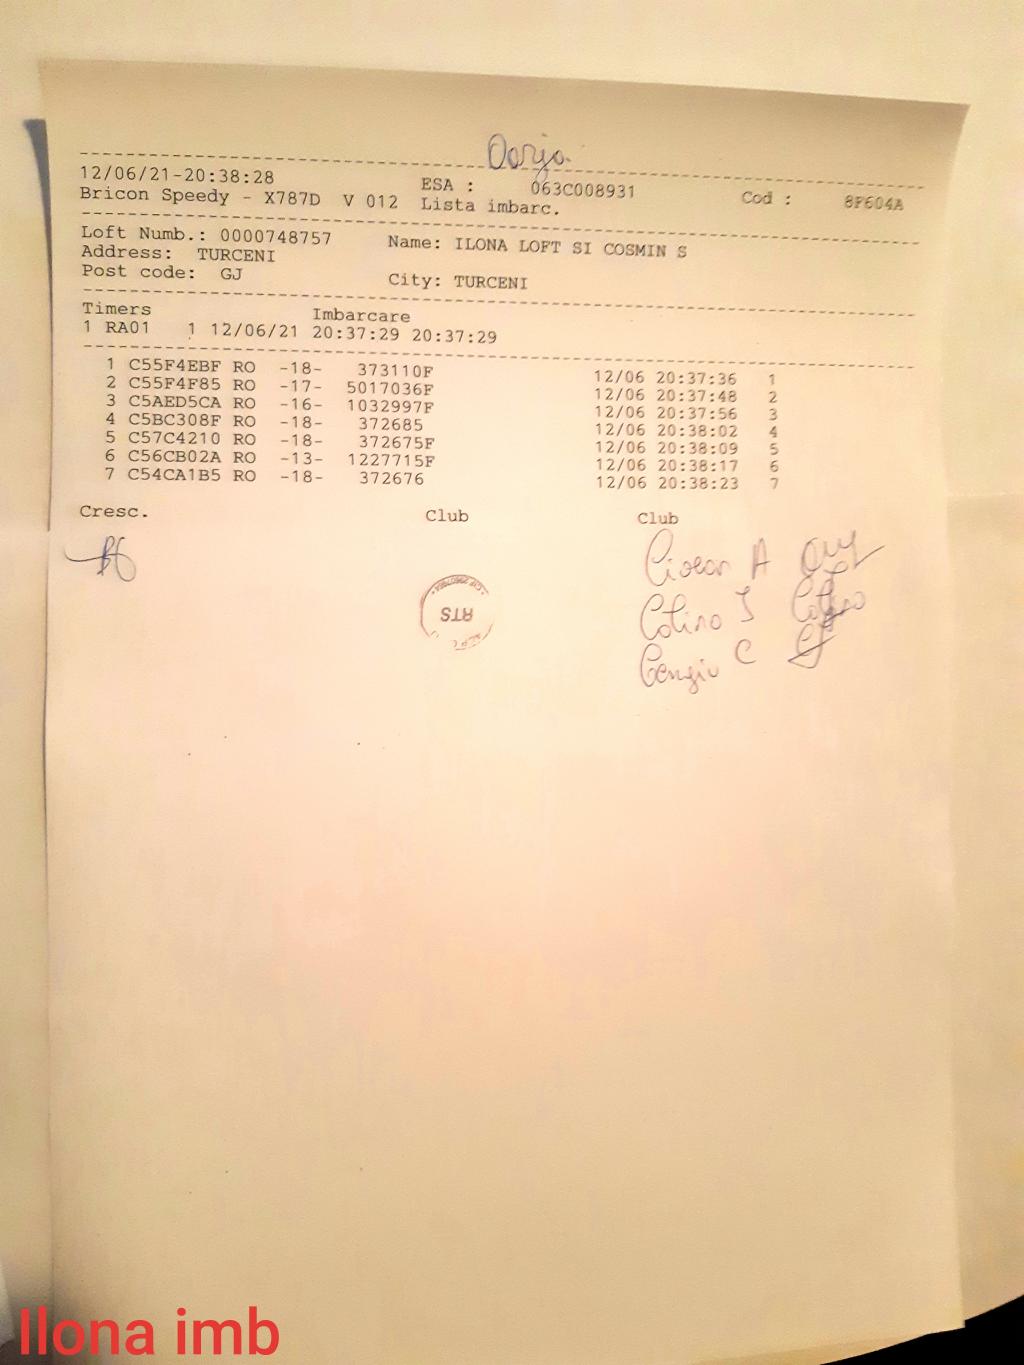 12/06/21-20:38:28 ESA : 063C008931 Cod : 8F604A
Bricon Speedy - X787D V 012 Lista imbarc.
Loft Numb.: 0000748757 Name: ILONA LOFT SI COSMIN S
Address: TURCENI
Post code: GJ City: TURCENI
Timers Imbarcare
1 RA01 1 12/06/21 20:37:29 20:37:29
1 C55F4EBF RO -18- 373110F 12/06 20:37:36 1
2 C55F4F85 RO -17- 5017036F 12/06 20:37:48 2
3 C5AED5CA RO -16- 1032997F 12/06 20:37:56 3
4 C5BC308F RO -18- 372685 12/06 20:38:02 4
5 C57C4210 RO -18- 372675F 12/06 20:38:09 5
6 C56CB02A RO -13- 1227715F 12/06 20:38:17 6
7 C54CA1B5 RO -18- 372676 12/06 20:38:23 7
Cresc. Club Club
RTS
A
C
Ilona imb